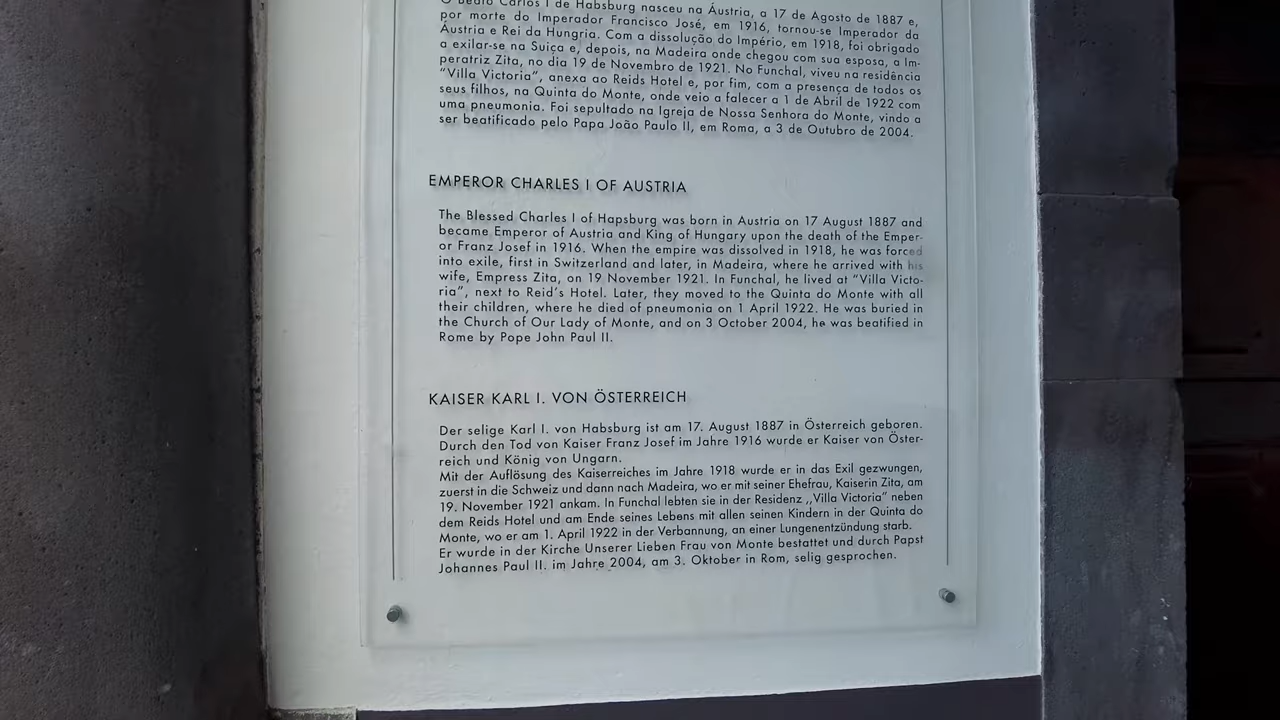 O Beato Carlos I de Habsburg nasceu na Áustria, a 17 de Agosto de 1887 e,
por morte do Imperador Francisco José, em 1916, tornou-se Imperador da
Áustria e Rei da Hungria. Com a dissolução do Império, em 1918, foi obrigado
a exilar-se na Suiça e, depois, na Madeira onde chegou com sua esposa, a Im-
peratriz Zita, no dia 19 de Novembro de 1921. No Funchal, viveu na residência
"Villa Victoria", anexa ao Reids Hotel e, por fim, com a presença de todos os
seus filhos, na Quinta do Monte, onde veio a falecer a 1 de Abril de 1922 com
uma pneumonia. Foi sepultado na Igreja de Nossa Senhora do Monte, vindo a
ser beatificado pelo Papa João Paulo II, em Roma, a 3 de Outubro de 2004.
EMPEROR CHARLES I OF AUSTRIA
The Blessed Charles I of Hapsburg was born in Austria on 17 August 1887 and
became Emperor of Austria and King of Hungary upon the death of the Emper-
or Franz Josef in 1916. When the empire was dissolved in 1918, he was forced
into exile, first in Switzerland and later, in Madeira, where he arrived with his
wife, Empress Zita, on 19 November 1921. In Funchal, he lived at "Villa Victo-
ria", next to Reid's Hotel. Later, they moved to the Quinta do Monte with all
their children, where he died of pneumonia on 1 April 1922. He was buried in
the Church of Our Lady of Monte, and on 3 October 2004, he was beatified in
Rome by Pope John Paul II.
KAISER KARL I. VON ÖSTERREICH
Der selige Karl I. von Habsburg ist am 17. August 1887 in Österreich geboren.
Durch den Tod von Kaiser Franz Josef im Jahre 1916 wurde er Kaiser von Öster-
reich und König von Ungarn.
Mit der Auflösung des Kaiserreiches im Jahre 1918 wurde er in das Exil gezwungen,
zuerst in die Schweiz und dann nach Madeira, wo er mit seiner Ehefrau, Kaiserin Zita, am
19. November 1921 ankam. In Funchal lebten sie in der Residenz ,,Villa Victoria" neben
dem Reids Hotel und am Ende seines Lebens mit allen seinen Kindern in der Quinta do
Monte, wo er am 1. April 1922 in der Verbannung, an einer Lungenentzündung starb.
Er wurde in der Kirche Unserer Lieben Frau von Monte bestattet und durch Papst
Johannes Paul II. im Jahre 2004, am 3. Oktober in Rom, selig gesprochen.